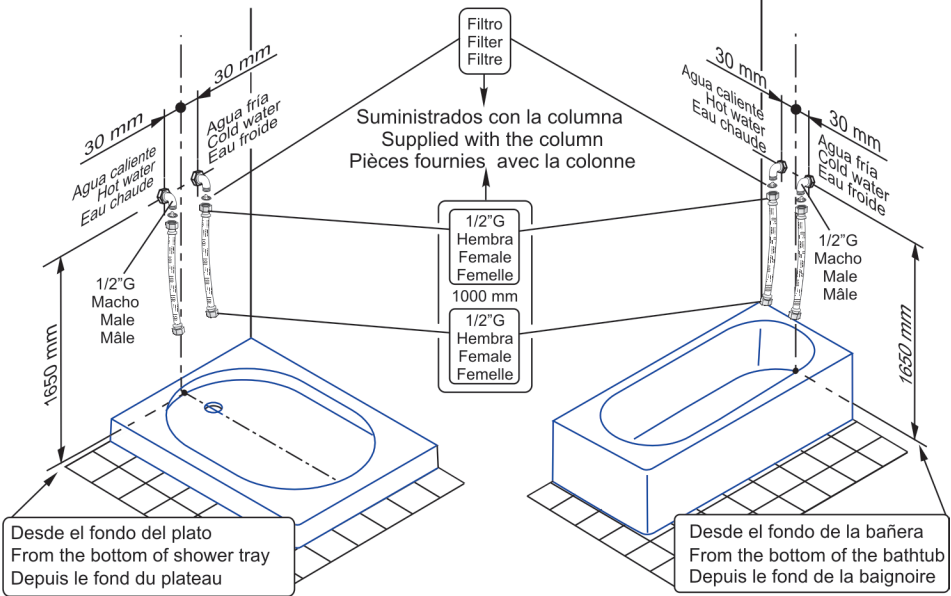 Filtro
Filter
Filtre
Suministrados con la columna
Supplied with the column
Pièces fournies avec la colonne
30 mm
30 mm
Agua caliente
Hot water
Eau chaude
Agua fría
Cold water
Eau froide
1/2”G
Macho
Male
Mâle
1650 mm
1/2”G
Hembra
Female
Femelle
1000 mm
1/2”G
Hembra
Female
Femelle
30 mm
30 mm
Agua caliente
Hot water
Eau chaude
Agua fría
Cold water
Eau froide
1/2”G
Macho
Male
Mâle
1650 mm
Desde el fondo del plato
From the bottom of shower tray
Depuis le fond du plateau
Desde el fondo de la bañera
From the bottom of the bathtub
Depuis le fond de la baignoire